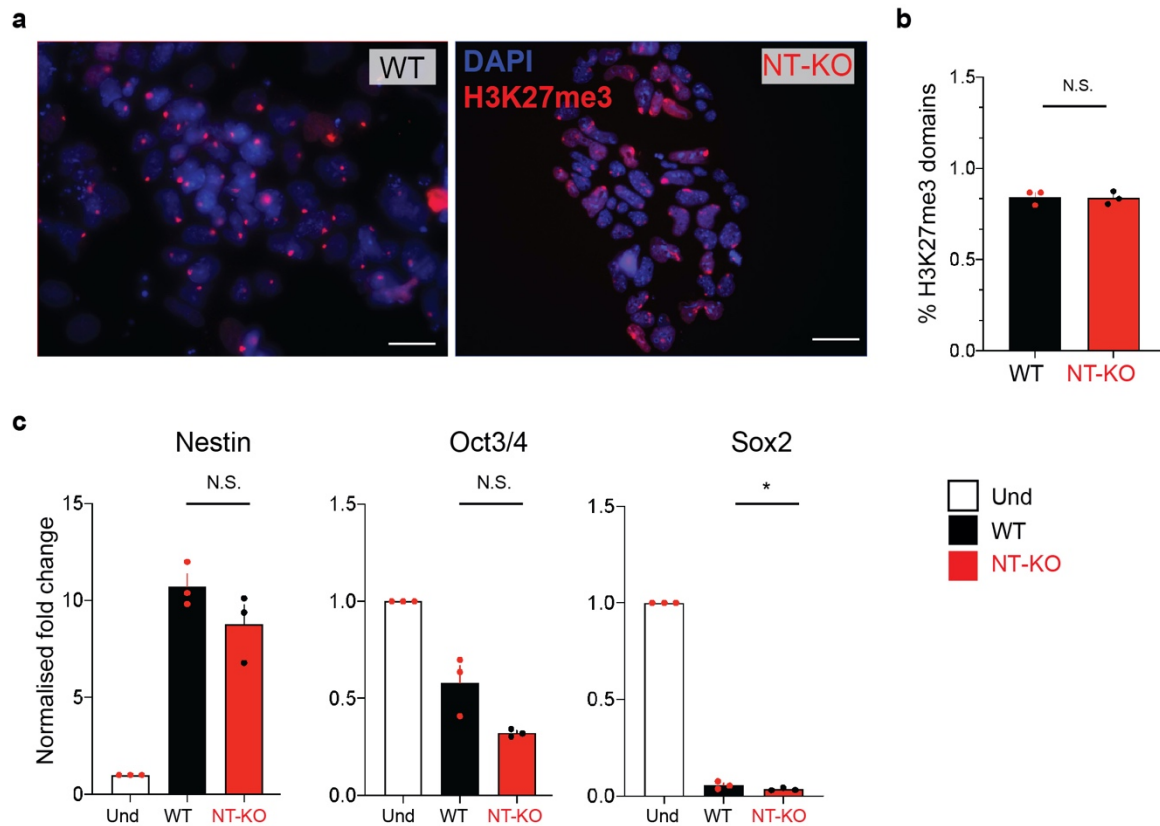 a
WT
DAPI
H3K27me3
NT-KO
b
% H3K27me3 domains
1.5
1.0
0.5
0.0
N.S.
WT
NT-KO
c
Normalised fold change
Nestin
N.S.
15
10
5
0
Und
WT
NT-KO
Oct3/4
N.S.
1.5
1.0
0.5
0.0
Und
WT
NT-KO
Sox2
*
1.5
1.0
0.5
0.0
Und
WT
NT-KO
Und
WT
NT-KO